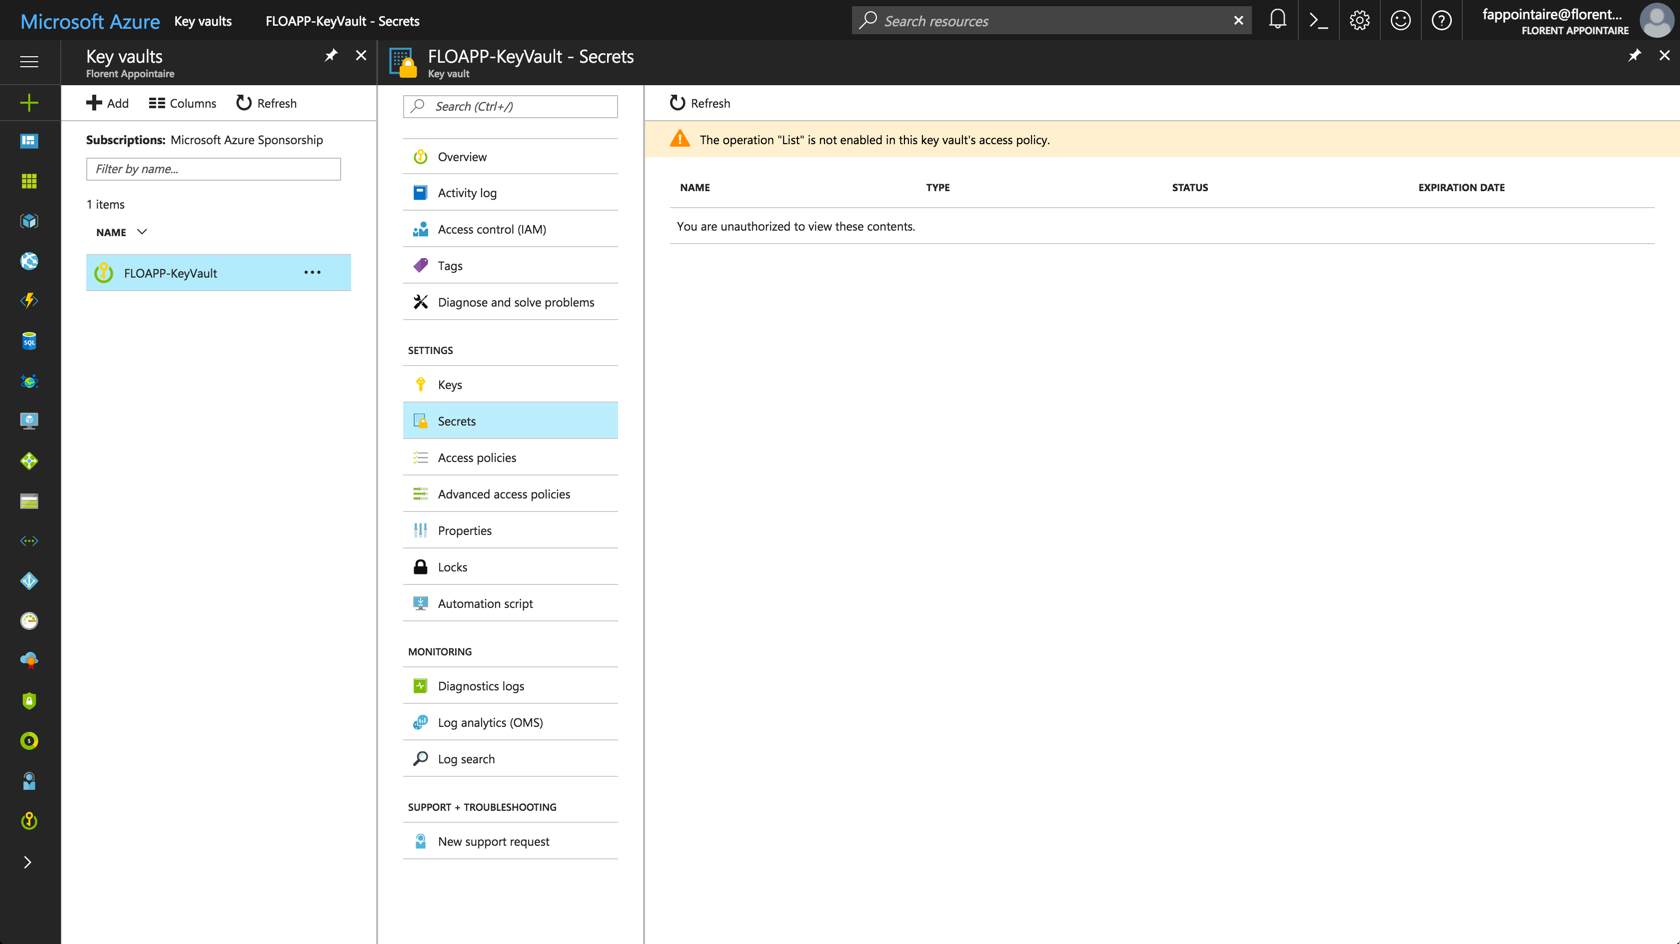 Microsoft Azure Key vaults FLOAPP-KeyVault - Secrets
Search resources
fappointaire@florent...
FLORENT APPOINTAIRE
Key vaults
Florent Appointaire
Add Columns Refresh
Subscriptions: Microsoft Azure Sponsorship
Filter by name...
1 items
NAME
FLOAPP-KeyVault
FLOAPP-KeyVault - Secrets
Key vault
Search (Ctrl+/)
Overview
Activity log
Access control (IAM)
Tags
Diagnose and solve problems
SETTINGS
Keys
Secrets
Access policies
Advanced access policies
Properties
Locks
Automation script
MONITORING
Diagnostics logs
Log analytics (OMS)
Log search
SUPPORT + TROUBLESHOOTING
New support request
Refresh
The operation "List" is not enabled in this key vault's access policy.
NAME TYPE STATUS EXPIRATION DATE
You are unauthorized to view these contents.